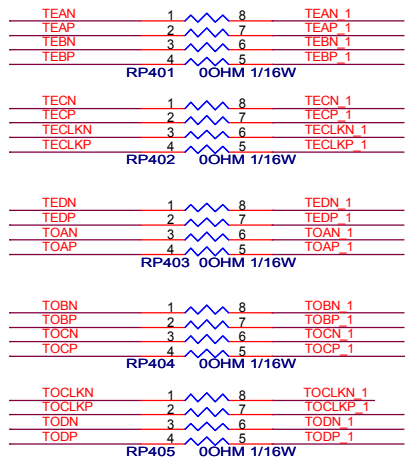 TEAN 1 8 TEAN_1
TEAP 2 7 TEAP_1
TEBN 3 6 TEBN_1
TEBP 4 5 TEBP_1
RP401 0OHM 1/16W
TECN 1 8 TECN_1
TECP 2 7 TECP_1
TECLKN 3 6 TECLKN_1
TECLKP 4 5 TECLKP_1
RP402 0OHM 1/16W
TEDN 1 8 TEDN_1
TEDP 2 7 TEDP_1
TOAN 3 6 TOAN_1
TOAP 4 5 TOAP_1
RP403 0OHM 1/16W
TOBN 1 8 TOBN_1
TOBP 2 7 TOBP_1
TOCN 3 6 TOCN_1
TOCP 4 5 TOCP_1
RP404 0OHM 1/16W
TOCLKN 1 8 TOCLKN_1
TOCLKP 2 7 TOCLKP_1
TODN 3 6 TODN_1
TODP 4 5 TODP_1
RP405 0OHM 1/16W